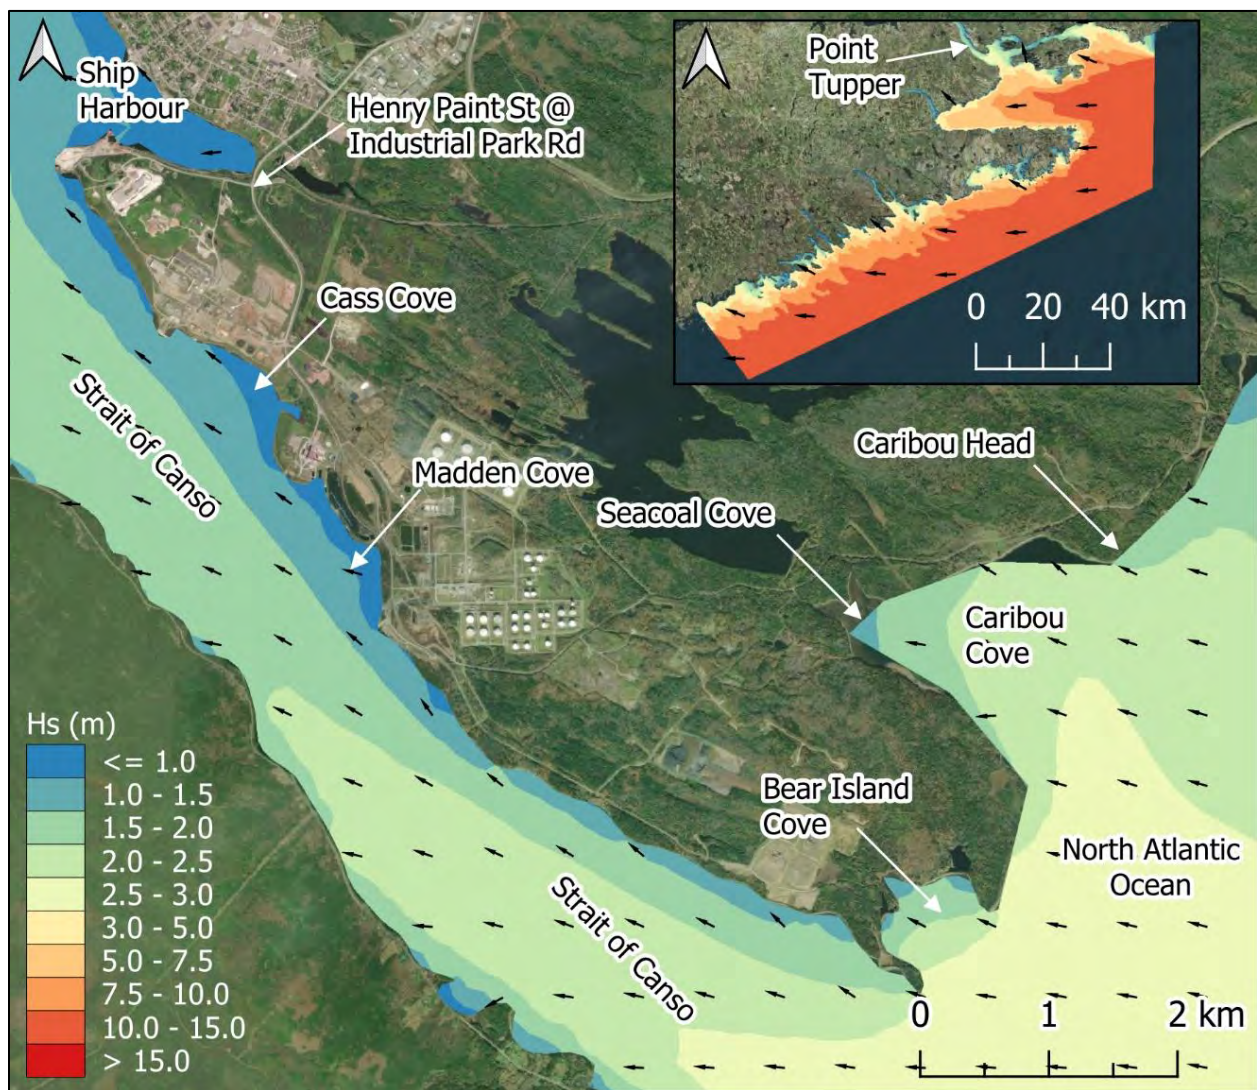 Ship
Harbour
Henry Paint St @
Industrial Park Rd
Point
Tupper
0 20 40 km
Cass Cove
Strait of Canso
Madden Cove
Caribou Head
Seacoal Cove
Caribou
Cove
Hs (m)
<= 1.0
1.0 - 1.5
1.5 - 2.0
2.0 - 2.5
2.5 - 3.0
3.0 - 5.0
5.0 - 7.5
7.5 - 10.0
10.0 - 15.0
> 15.0
Bear Island
Cove
North Atlantic
Ocean
Strait of Canso
0 1 2 km